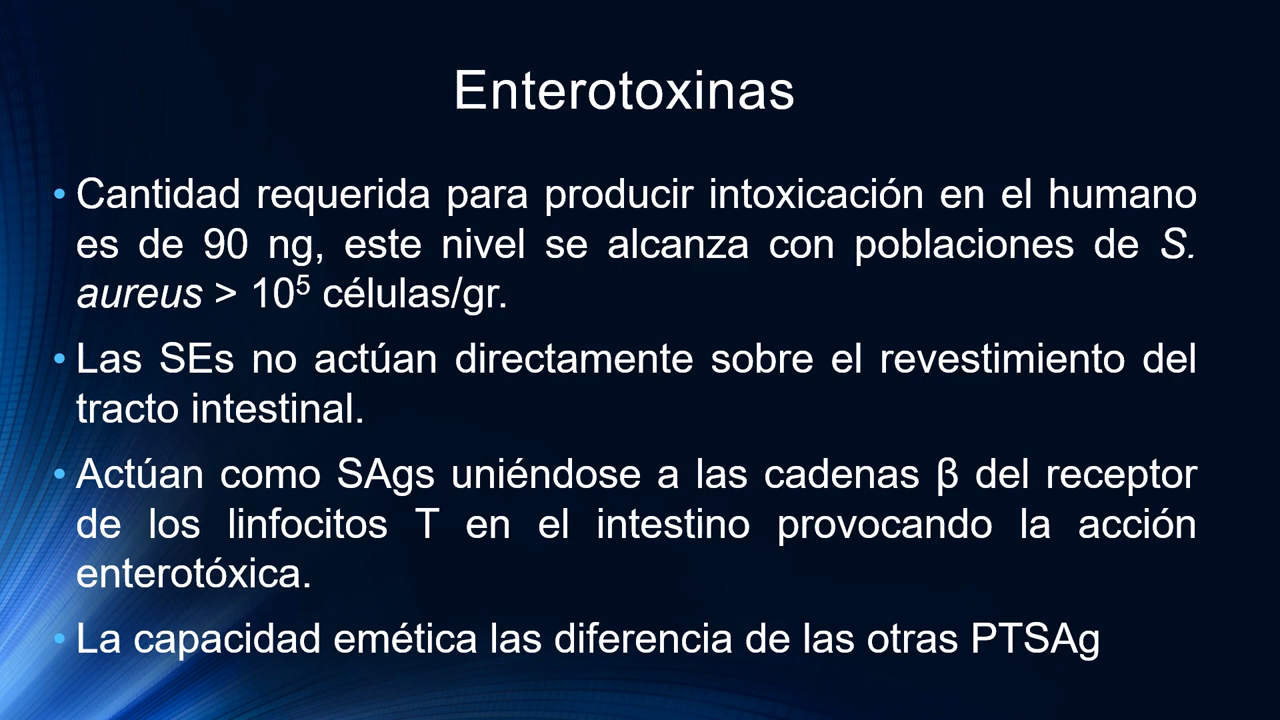 Enterotoxinas
• Cantidad requerida para producir intoxicación en el humano
es de 90 ng, este nivel se alcanza con poblaciones de S.
aureus > 10⁵ células/gr.
• Las SEs no actúan directamente sobre el revestimiento del
tracto intestinal.
• Actúan como SAgs uniéndose a las cadenas β del receptor
de los linfocitos T en el intestino provocando la acción
enterotóxica.
• La capacidad emética las diferencia de las otras PTSAg